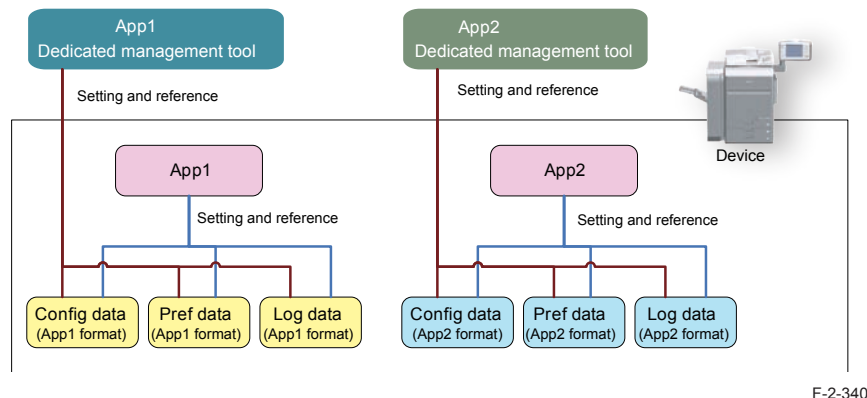 App1
Dedicated management tool
App2
Dedicated management tool
Setting and reference
Setting and reference
Device
App1
App2
Setting and reference
Setting and reference
Config data
(App1 format)
Pref data
(App1 format)
Log data
(App1 format)
Config data
(App2 format)
Pref data
(App2 format)
Log data
(App2 format)
F-2-340